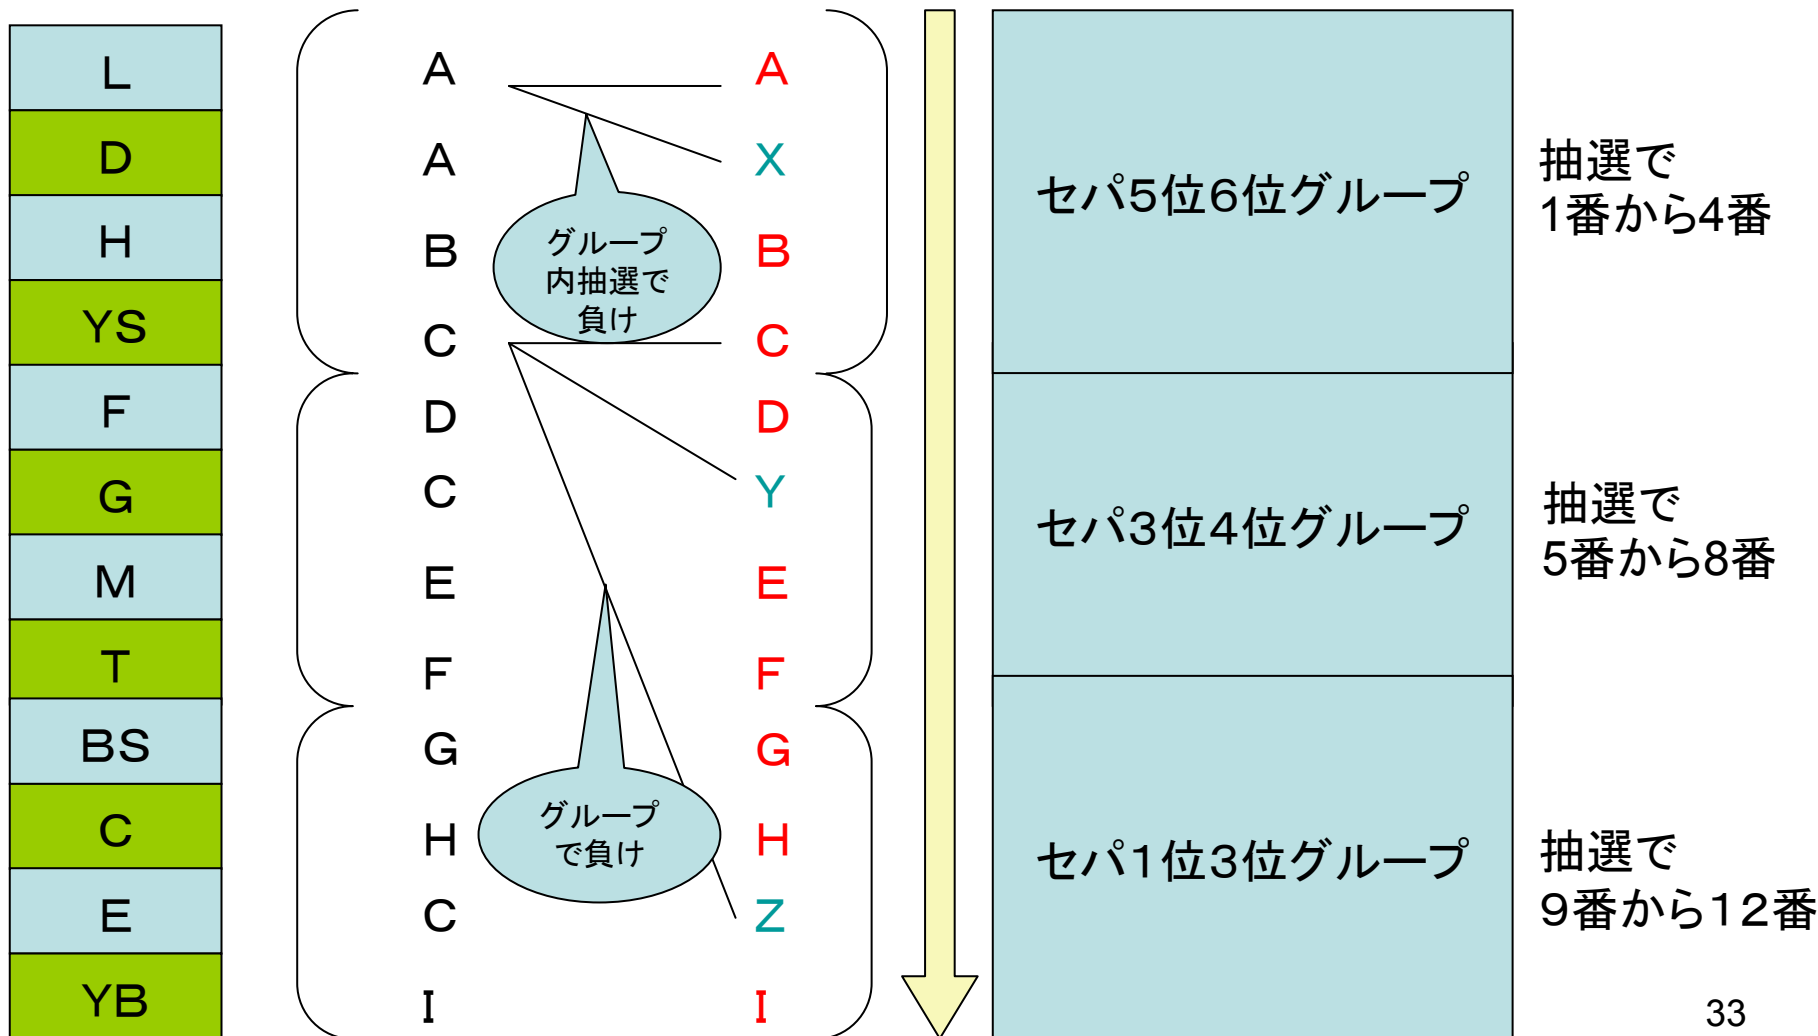 L
D
H
YS
F
G
M
T
BS
C
E
YB
A
A
B
C
D
C
E
F
G
H
C
I
グループ
内抽選で
負け
グループ
で負け
A
X
B
C
D
Y
E
F
G
H
Z
I
セパ5位6位グループ
セパ3位4位グループ
セパ1位3位グループ
抽選で
1番から4番
抽選で
5番から8番
抽選で
9番から12番
33